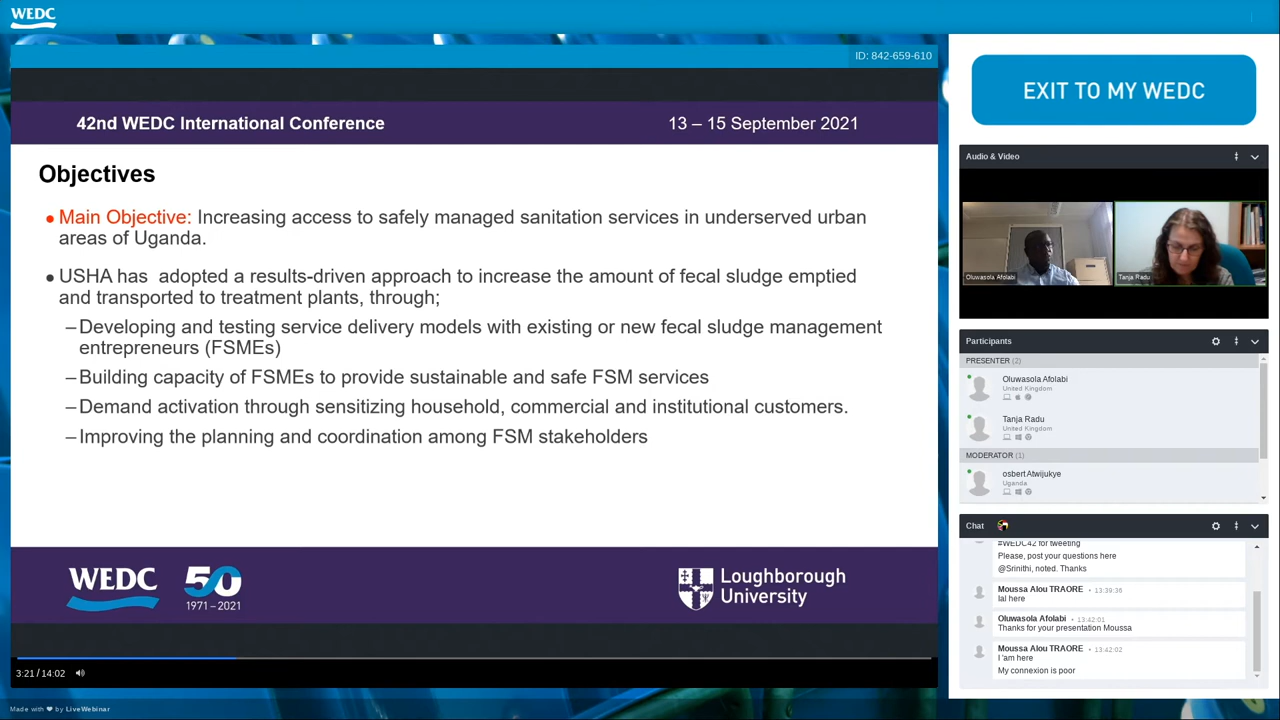 WEDC
ID: 842-659-610
EXIT TO MY WEDC
42nd WEDC International Conference
13 – 15 September 2021
Objectives
• Main Objective: Increasing access to safely managed sanitation services in underserved urban
areas of Uganda.
• USHA has adopted a results-driven approach to increase the amount of fecal sludge emptied
and transported to treatment plants, through;
–Developing and testing service delivery models with existing or new fecal sludge management
entrepreneurs (FSMEs)
–Building capacity of FSMEs to provide sustainable and safe FSM services
–Demand activation through sensitizing household, commercial and institutional customers.
–Improving the planning and coordination among FSM stakeholders
WEDC
50
1971–2021
Loughborough
University
3:21 / 14:02
Made with ❤ by LiveWebinar
Audio & Video
Oluwasola Afolabi
Tanja Radu
Participants
PRESENTER (2)
Oluwasola Afolabi
United Kingdom
Tanja Radu
United Kingdom
MODERATOR (1)
osbert Atwijukye
Uganda
Chat
#WEDC42 for tweeting
Please, post your questions here
@Srinithi, noted. Thanks
Moussa Alou TRAORE • 13:39:36
Ial here
Oluwasola Afolabi • 13:42:01
Thanks for your presentation Moussa
Moussa Alou TRAORE • 13:42:02
I 'am here
My connexion is poor